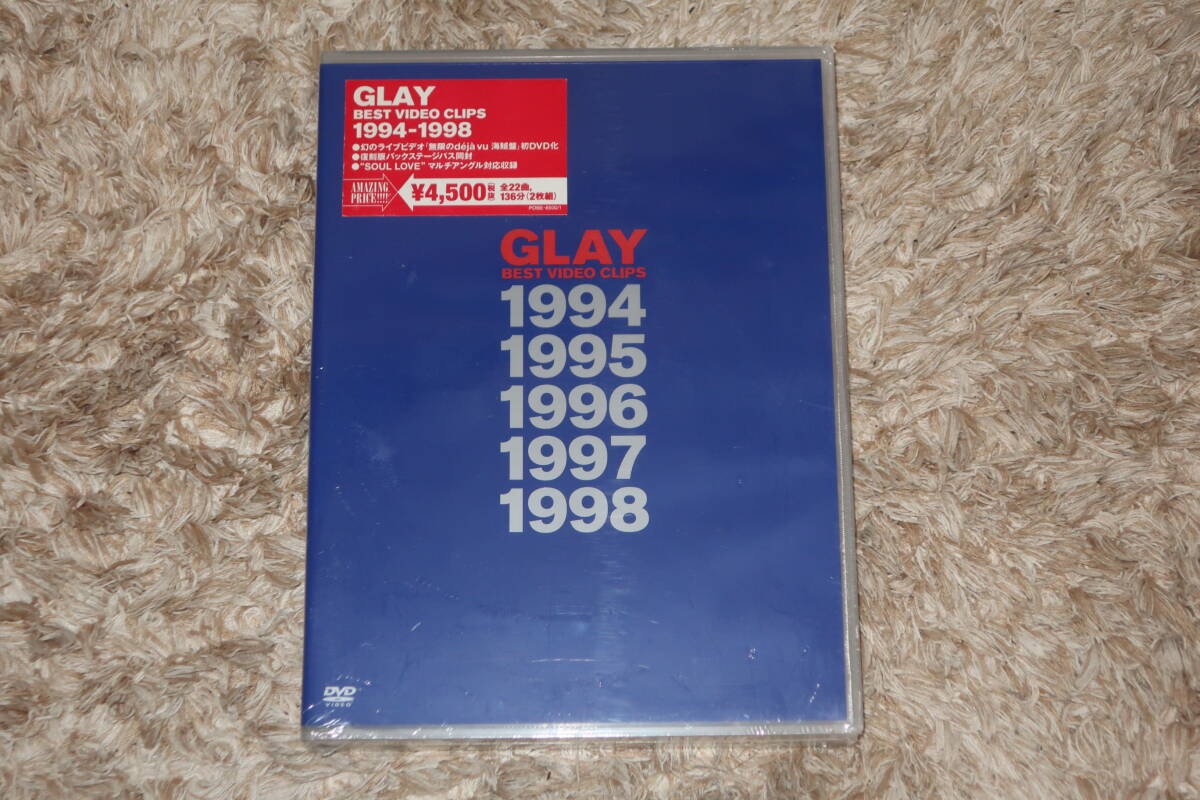 GLAY
BEST VIDEO CLIPS
1994-1998
●幻のライブビデオ「無限のdéjà vu 海賊盤」初DVD化
●復刻版バックステージパス同封
●"SOUL LOVE" マルチアングル対応収録
AMAZING
PRICE!!!!
¥4,500(税抜)
全22曲,
136分(2枚組)
GLAY
BEST VIDEO CLIPS
1994
1995
1996
1997
1998
DVD
VIDEO